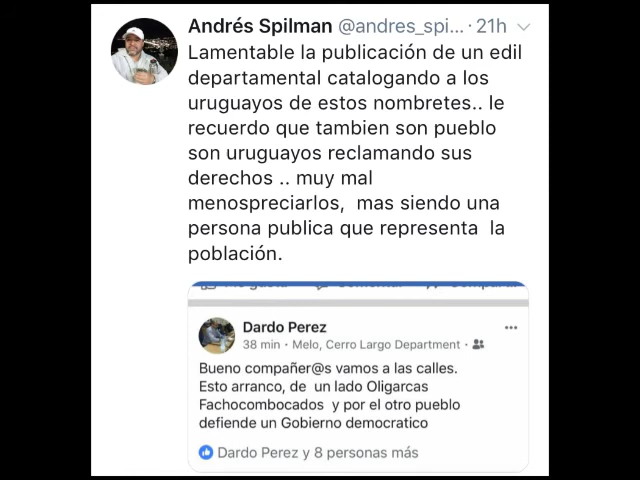 Andrés Spilman @andres_spi... · 21h
Lamentable la publicación de un edil
departamental catalogando a los
uruguayos de estos nombretes.. le
recuerdo que tambien son pueblo
son uruguayos reclamando sus
derechos .. muy mal
menospreciarlos, mas siendo una
persona publica que representa la
población.
Dardo Perez
38 min · Melo, Cerro Largo Department ·
Bueno compañer@s vamos a las calles.
Esto arranco, de un lado Oligarcas
Fachocombocados y por el otro pueblo
defiende un Gobierno democratico
Dardo Perez y 8 personas más